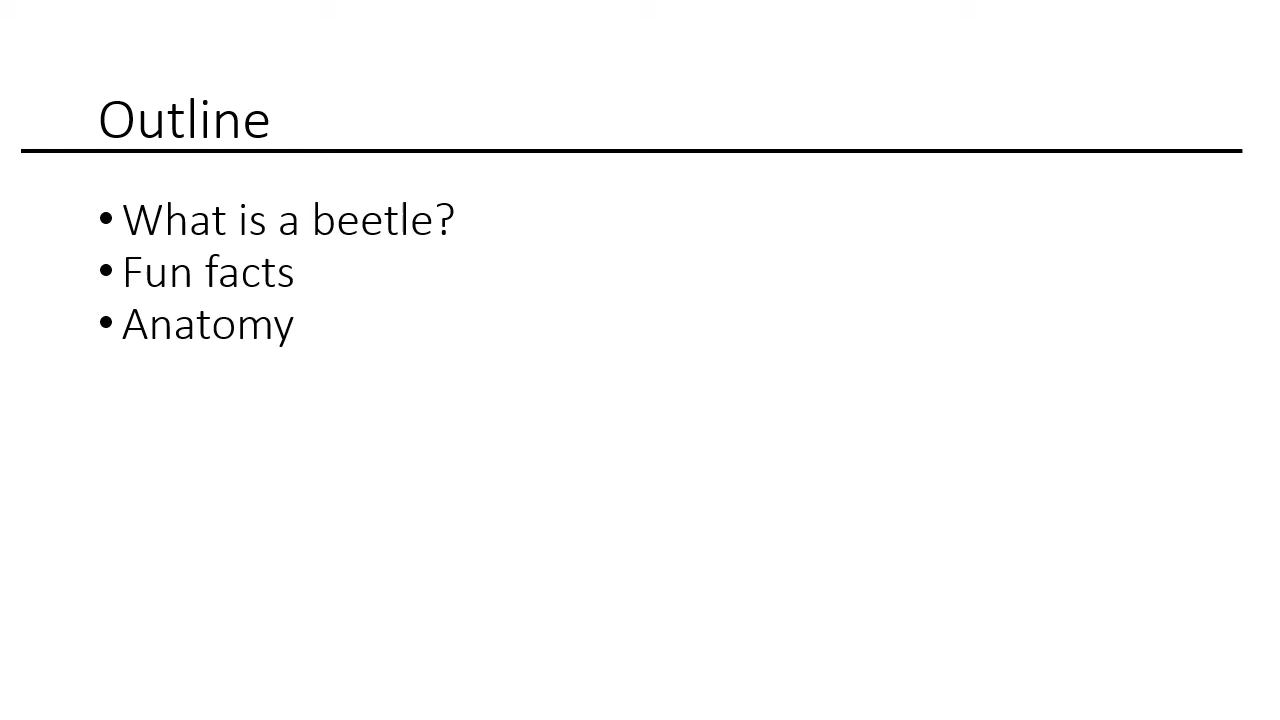 Outline
• What is a beetle?
• Fun facts
• Anatomy